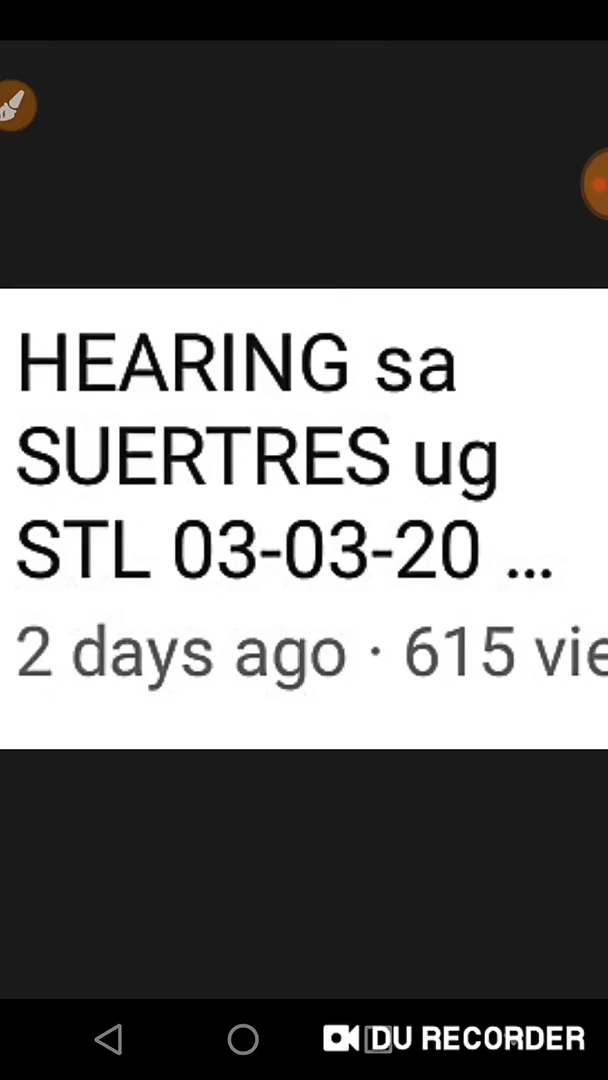 HEARING sa
SUERTRES ug
STL 03-03-20 ...
2 days ago · 615 vie
DU RECORDER